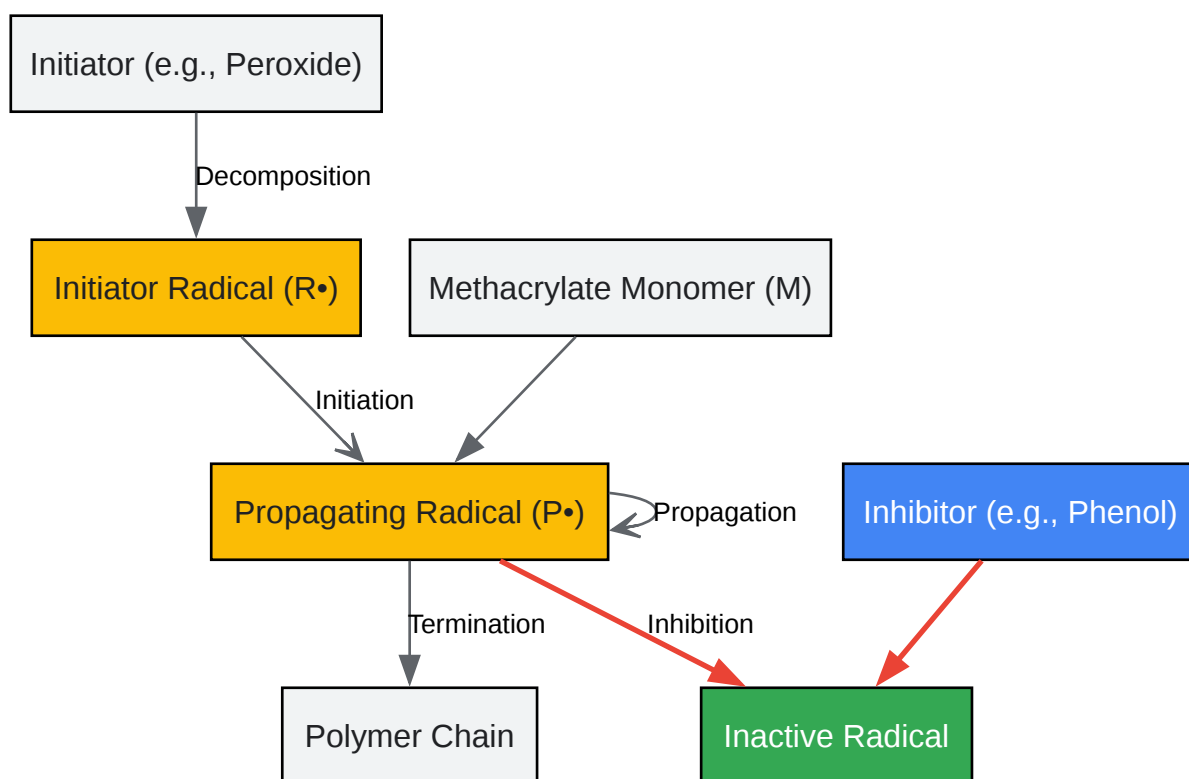 Initiator (e.g., Peroxide)
Decomposition
Initiator Radical (R•)
Methacrylate Monomer (M)
Initiation
Propagating Radical (P•)
Propagation
Inhibitor (e.g., Phenol)
Termination
Inhibition
Polymer Chain
Inactive Radical